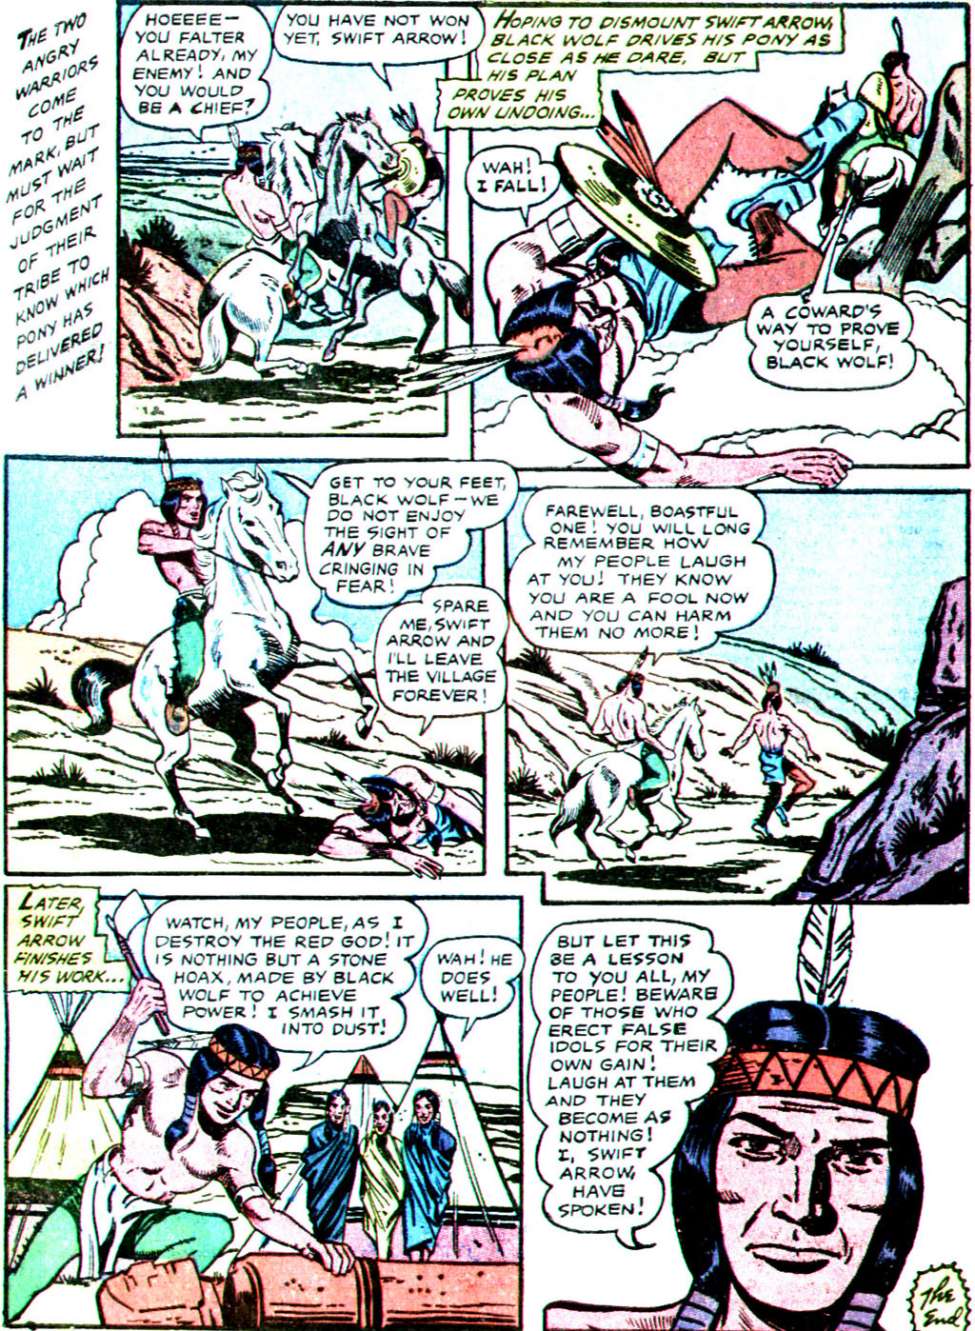 THE TWO
ANGRY
WARRIORS
COME
TO THE
MARK, BUT
MUST WAIT
FOR THE
JUDGMENT
OF THEIR
TRIBE TO
KNOW WHICH
PONY HAS
DELIVERED
A WINNER!
HOEEEE—
YOU FALTER
ALREADY, MY
ENEMY! AND
YOU WOULD
BE A CHIEF?
YOU HAVE NOT WON
YET, SWIFT ARROW!
HOPING TO DISMOUNT SWIFT ARROW,
BLACK WOLF DRIVES HIS PONY AS
CLOSE AS HE DARE, BUT
HIS PLAN
PROVES HIS
OWN UNDOING...
WAH!
I FALL!
A COWARD'S
WAY TO PROVE
YOURSELF,
BLACK WOLF!
GET TO YOUR FEET,
BLACK WOLF—WE
DO NOT ENJOY
THE SIGHT OF
ANY BRAVE
CRINGING IN
FEAR!
SPARE
ME, SWIFT
ARROW AND
I'LL LEAVE
THE VILLAGE
FOREVER!
FAREWELL, BOASTFUL
ONE! YOU WILL LONG
REMEMBER HOW
MY PEOPLE LAUGH
AT YOU! THEY KNOW
YOU ARE A FOOL NOW
AND YOU CAN HARM
THEM NO MORE!
LATER,
SWIFT
ARROW
FINISHES
HIS WORK...
WATCH, MY PEOPLE, AS I
DESTROY THE RED GOD! IT
IS NOTHING BUT A STONE
HOAX, MADE BY BLACK
WOLF TO ACHIEVE
POWER! I SMASH IT
INTO DUST!
WAH! HE
DOES
WELL!
BUT LET THIS
BE A LESSON
TO YOU ALL, MY
PEOPLE! BEWARE
OF THOSE WHO
ERECT FALSE
IDOLS FOR THEIR
OWN GAIN!
LAUGH AT THEM
AND THEY
BECOME AS
NOTHING!
I, SWIFT
ARROW,
HAVE
SPOKEN!
The
End